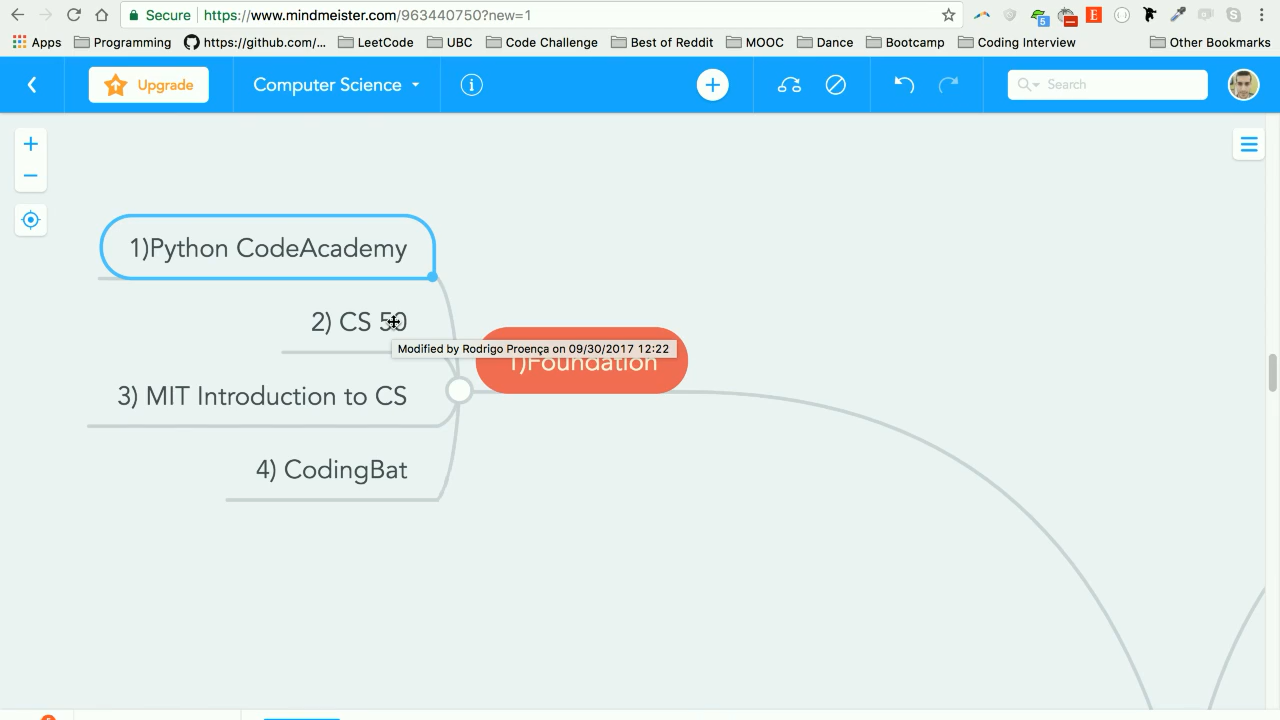 Secure
https://www.mindmeister.com/963440750?new=1
5
E
Apps
Programming
https://github.com/...
LeetCode
UBC
Code Challenge
Best of Reddit
MOOC
Dance
Bootcamp
Coding Interview
Other Bookmarks
Upgrade
Computer Science
Search
1)Python CodeAcademy
2) CS 50
Modified by Rodrigo Proença on 09/30/2017 12:22
1)Foundation
3) MIT Introduction to CS
4) CodingBat